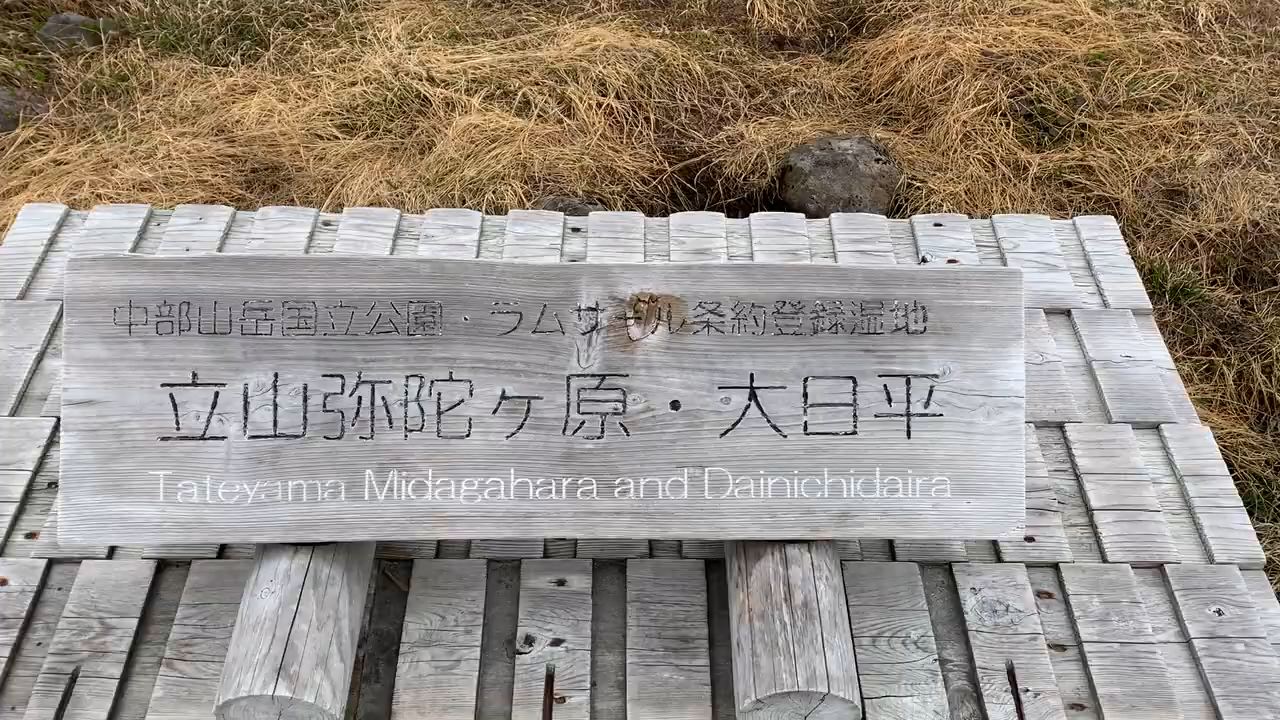 中部山岳国立公園・ラムサール条約登録湿地
立山弥陀ヶ原・大日平
Tateyama Midagahara and Dainichidaira